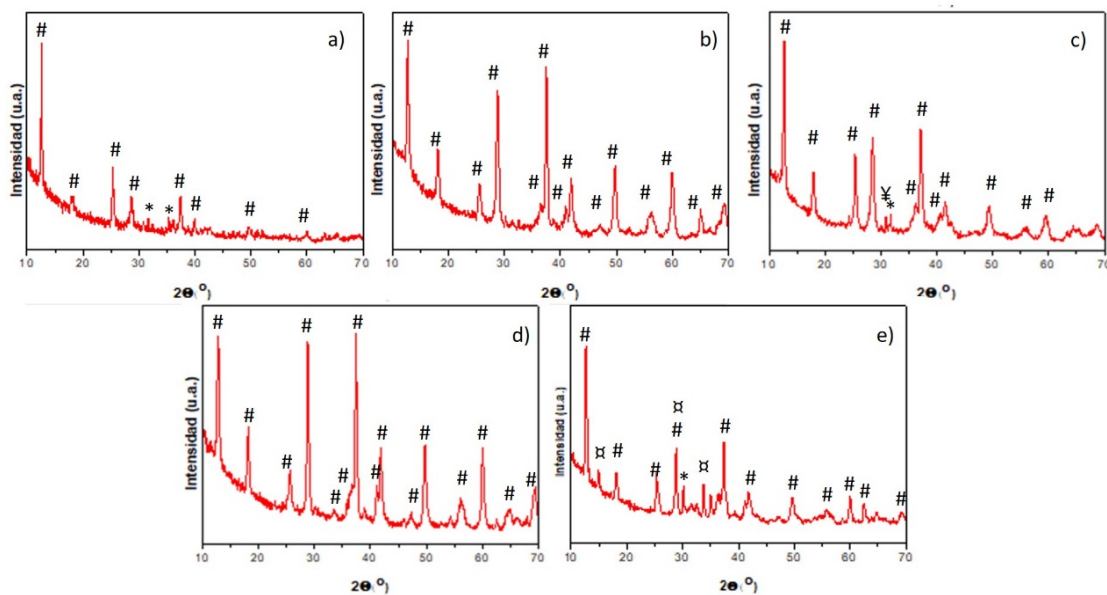 a)
Intensidad (u.a.)
# # # # * * # # # #
10 20 30 40 50 60 70
2Θ(°)
b)
Intensidad (u.a.)
# # # # # # # # # # # # # #
10 20 30 40 50 60 70
2Θ(°)
c)
Intensidad (u.a.)
# # # # ¥ * # # # # # # #
10 20 30 40 50 60 70
2Θ(°)
d)
Intensidad (u.a.)
# # # # # # # # # # # # # # #
10 20 30 40 50 60 70
2Θ(°)
e)
Intensidad (u.a.)
# ¤ # # ¤ # * ¤ # # # # # # #
10 20 30 40 50 60 70
2Θ(°)